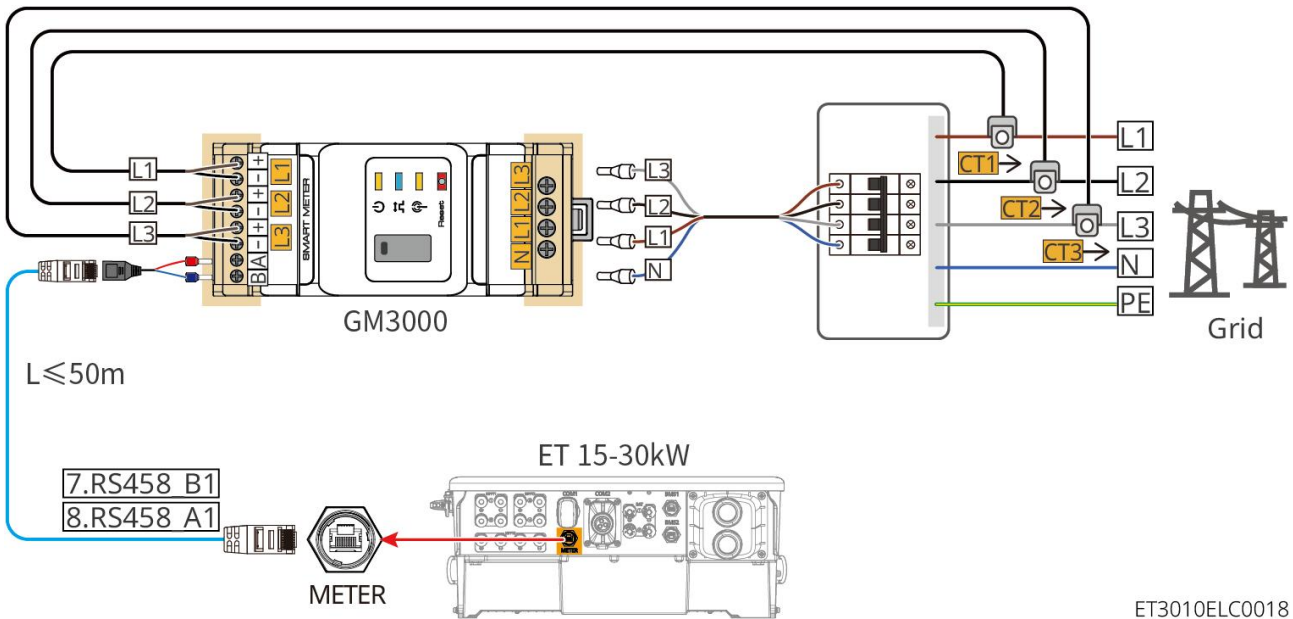 L1
L2
L3
+
-
+
-
+
-
A
B
L1
L2
L3
SMART METER
Reset
L3
L2
L1
N
L3
L2
L1
N
GM3000
CT1
CT2
CT3
L1
L2
L3
N
PE
Grid
L≤50m
7.RS458_B1
8.RS458_A1
METER
ET 15-30kW
COM1
COM2
METER
ET3010ELC0018